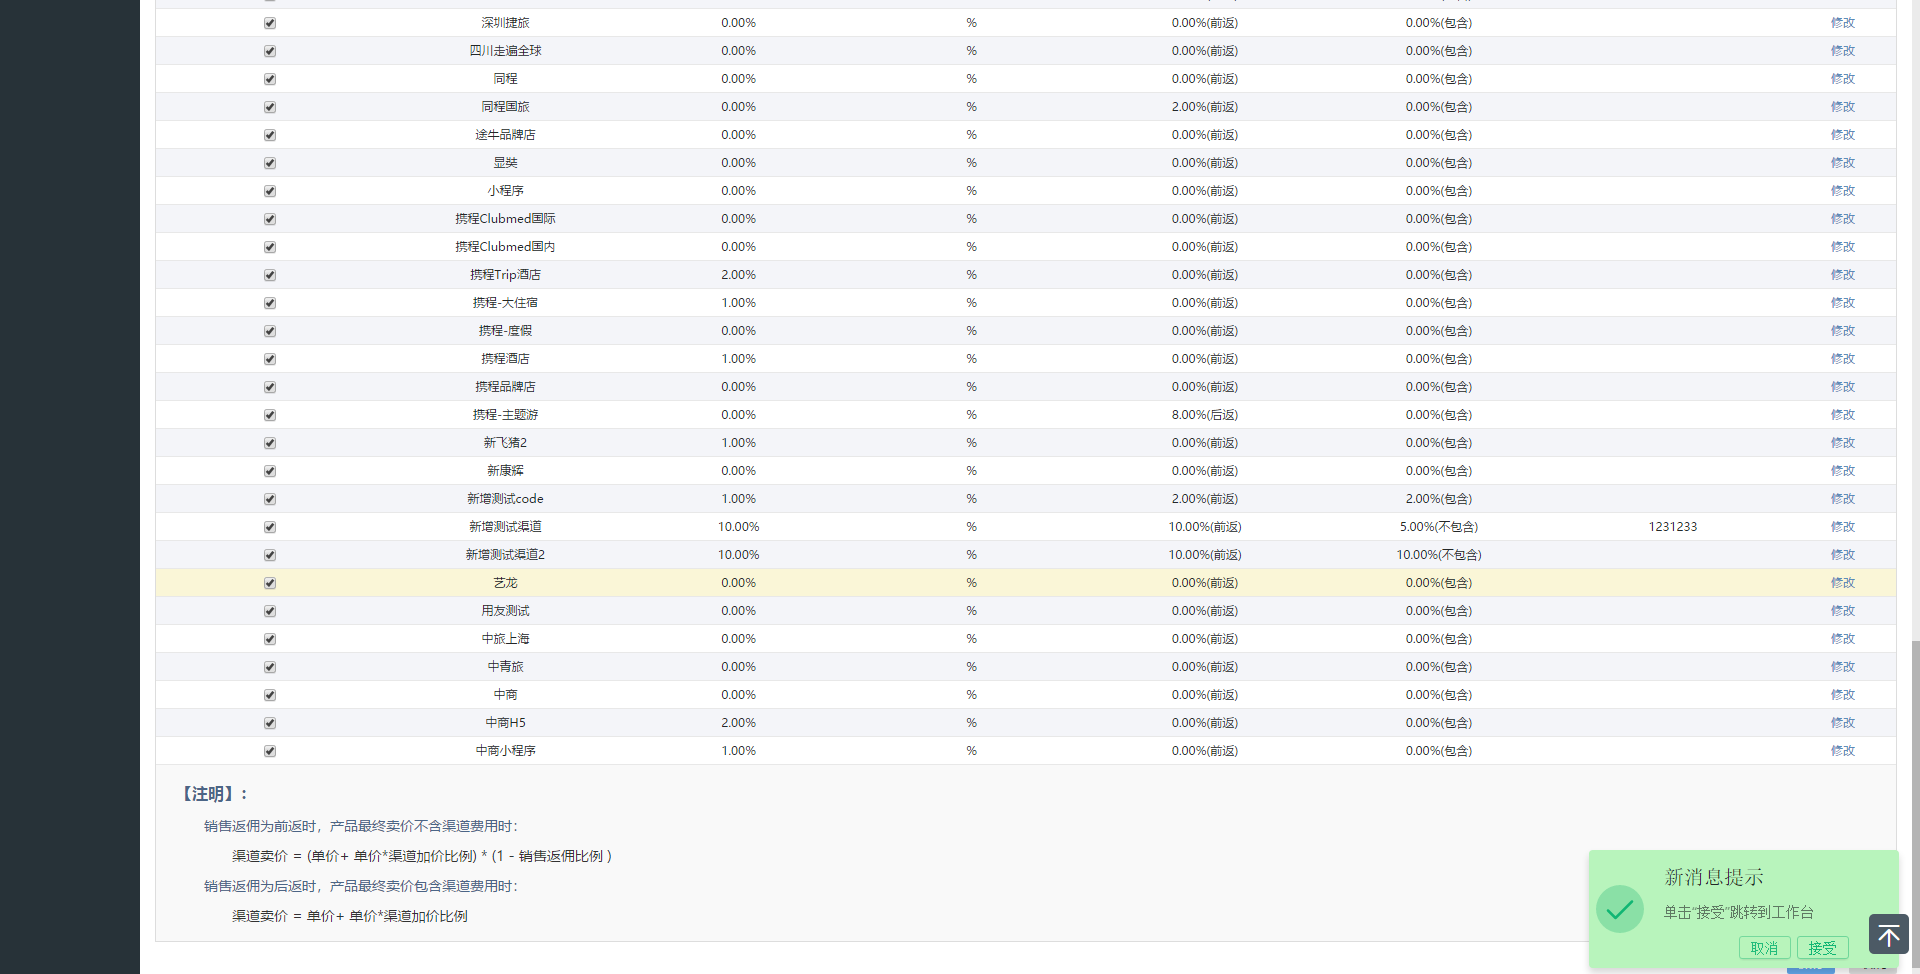 深圳捷旅 0.00% % 0.00%(前返) 0.00%(包含) 修改
四川走遍全球 0.00% % 0.00%(前返) 0.00%(包含) 修改
同程 0.00% % 0.00%(前返) 0.00%(包含) 修改
同程国旅 0.00% % 2.00%(前返) 0.00%(包含) 修改
途牛品牌店 0.00% % 0.00%(前返) 0.00%(包含) 修改
显奘 0.00% % 0.00%(前返) 0.00%(包含) 修改
小程序 0.00% % 0.00%(前返) 0.00%(包含) 修改
携程Clubmed国际 0.00% % 0.00%(前返) 0.00%(包含) 修改
携程Clubmed国内 0.00% % 0.00%(前返) 0.00%(包含) 修改
携程Trip酒店 2.00% % 0.00%(前返) 0.00%(包含) 修改
携程-大住宿 1.00% % 0.00%(前返) 0.00%(包含) 修改
携程-度假 0.00% % 0.00%(前返) 0.00%(包含) 修改
携程酒店 1.00% % 0.00%(前返) 0.00%(包含) 修改
携程品牌店 0.00% % 0.00%(前返) 0.00%(包含) 修改
携程-主题游 0.00% % 8.00%(后返) 0.00%(包含) 修改
新飞猪2 1.00% % 0.00%(前返) 0.00%(包含) 修改
新康辉 0.00% % 0.00%(前返) 0.00%(包含) 修改
新增测试code 1.00% % 2.00%(前返) 2.00%(包含) 修改
新增测试渠道 10.00% % 10.00%(前返) 5.00%(不包含) 1231233 修改
新增测试渠道2 10.00% % 10.00%(前返) 10.00%(不包含) 修改
艺龙 0.00% % 0.00%(前返) 0.00%(包含) 修改
用友测试 0.00% % 0.00%(前返) 0.00%(包含) 修改
中旅上海 0.00% % 0.00%(前返) 0.00%(包含) 修改
中青旅 0.00% % 0.00%(前返) 0.00%(包含) 修改
中商 0.00% % 0.00%(前返) 0.00%(包含) 修改
中商H5 2.00% % 0.00%(前返) 0.00%(包含) 修改
中商小程序 1.00% % 0.00%(前返) 0.00%(包含) 修改
【注明】:
销售返佣为前返时，产品最终卖价不含渠道费用时：
渠道卖价 = (单价+ 单价*渠道加价比例) * (1 - 销售返佣比例 )
销售返佣为后返时，产品最终卖价包含渠道费用时：
渠道卖价 = 单价+ 单价*渠道加价比例
新消息提示
单击“接受”跳转到工作台
取消 接受